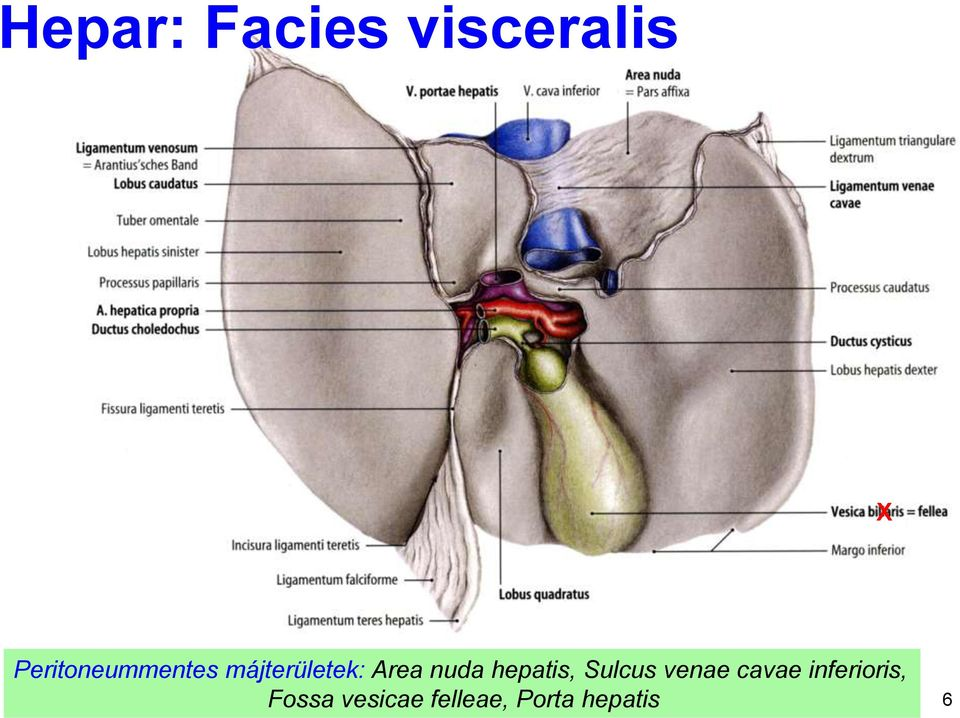 Hepar: Facies visceralis
V. portae hepatis
V. cava inferior
Area nuda
= Pars affixa
Ligamentum venosum
= Arantius'sches Band
Lobus caudatus
Tuber omentale
Lobus hepatis sinister
Processus papillaris
A. hepatica propria
Ductus choledochus
Fissura ligamenti teretis
Incisura ligamenti teretis
Ligamentum falciforme
Ligamentum teres hepatis
Lobus quadratus
Ligamentum triangulare
dextrum
Ligamentum venae
cavae
Processus caudatus
Ductus cysticus
Lobus hepatis dexter
X
Vesica biliaris = fellea
Margo inferior
Peritoneummentes májterületek: Area nuda hepatis, Sulcus venae cavae inferioris,
Fossa vesicae felleae, Porta hepatis
6